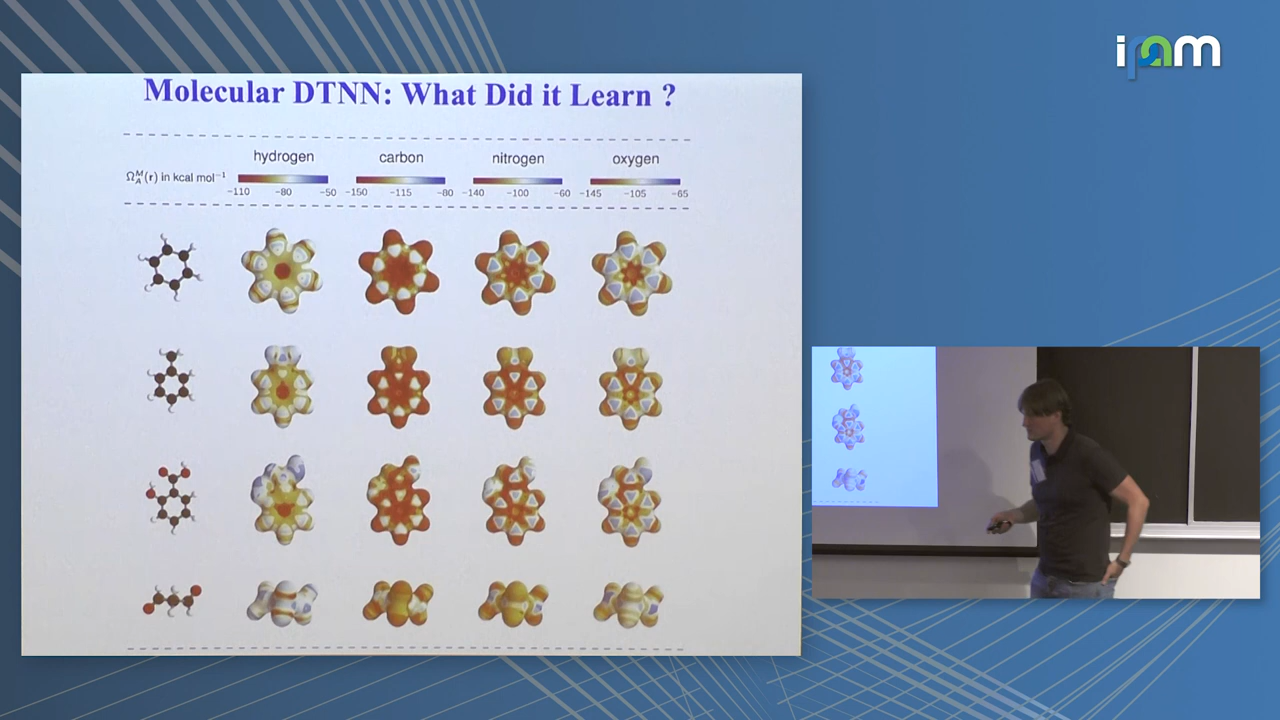 ipam
Molecular DTNN: What Did it Learn ?
hydrogen carbon nitrogen oxygen
Ω_A^M(r) in kcal mol⁻¹
−110 −80 −50 −150 −115 −80 −140 −100 −60 −145 −105 −65